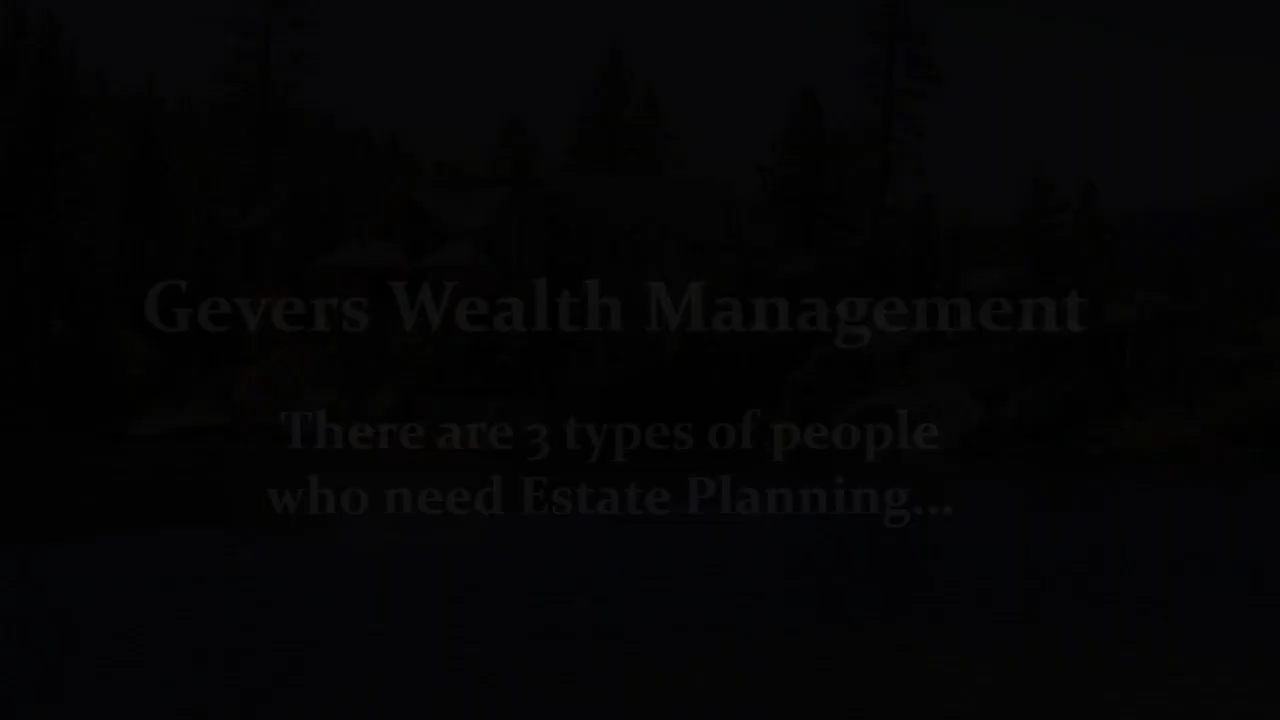 Gevers Wealth Management
There are 3 types of people
who need Estate Planning...